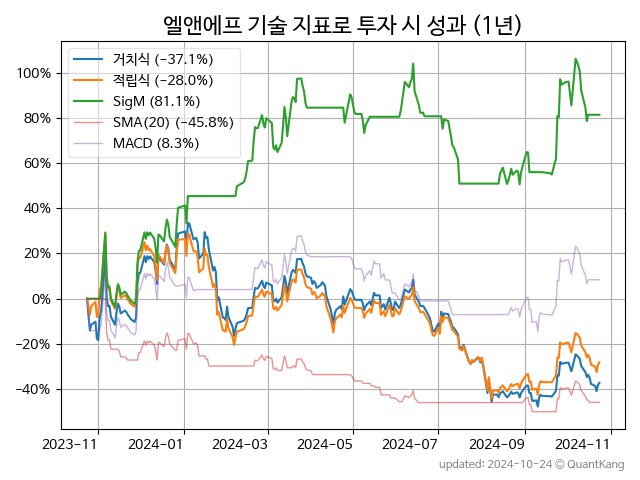 엘앤에프 기술 지표로 투자 시 성과 (1년)
거치식 (−37.1%)
적립식 (−28.0%)
SigM (81.1%)
SMA(20) (−45.8%)
MACD (8.3%)
100%
80%
60%
40%
20%
0%
−20%
−40%
2023-11 2024-01 2024-03 2024-05 2024-07 2024-09 2024-11
updated: 2024-10-24 @ QuantKang